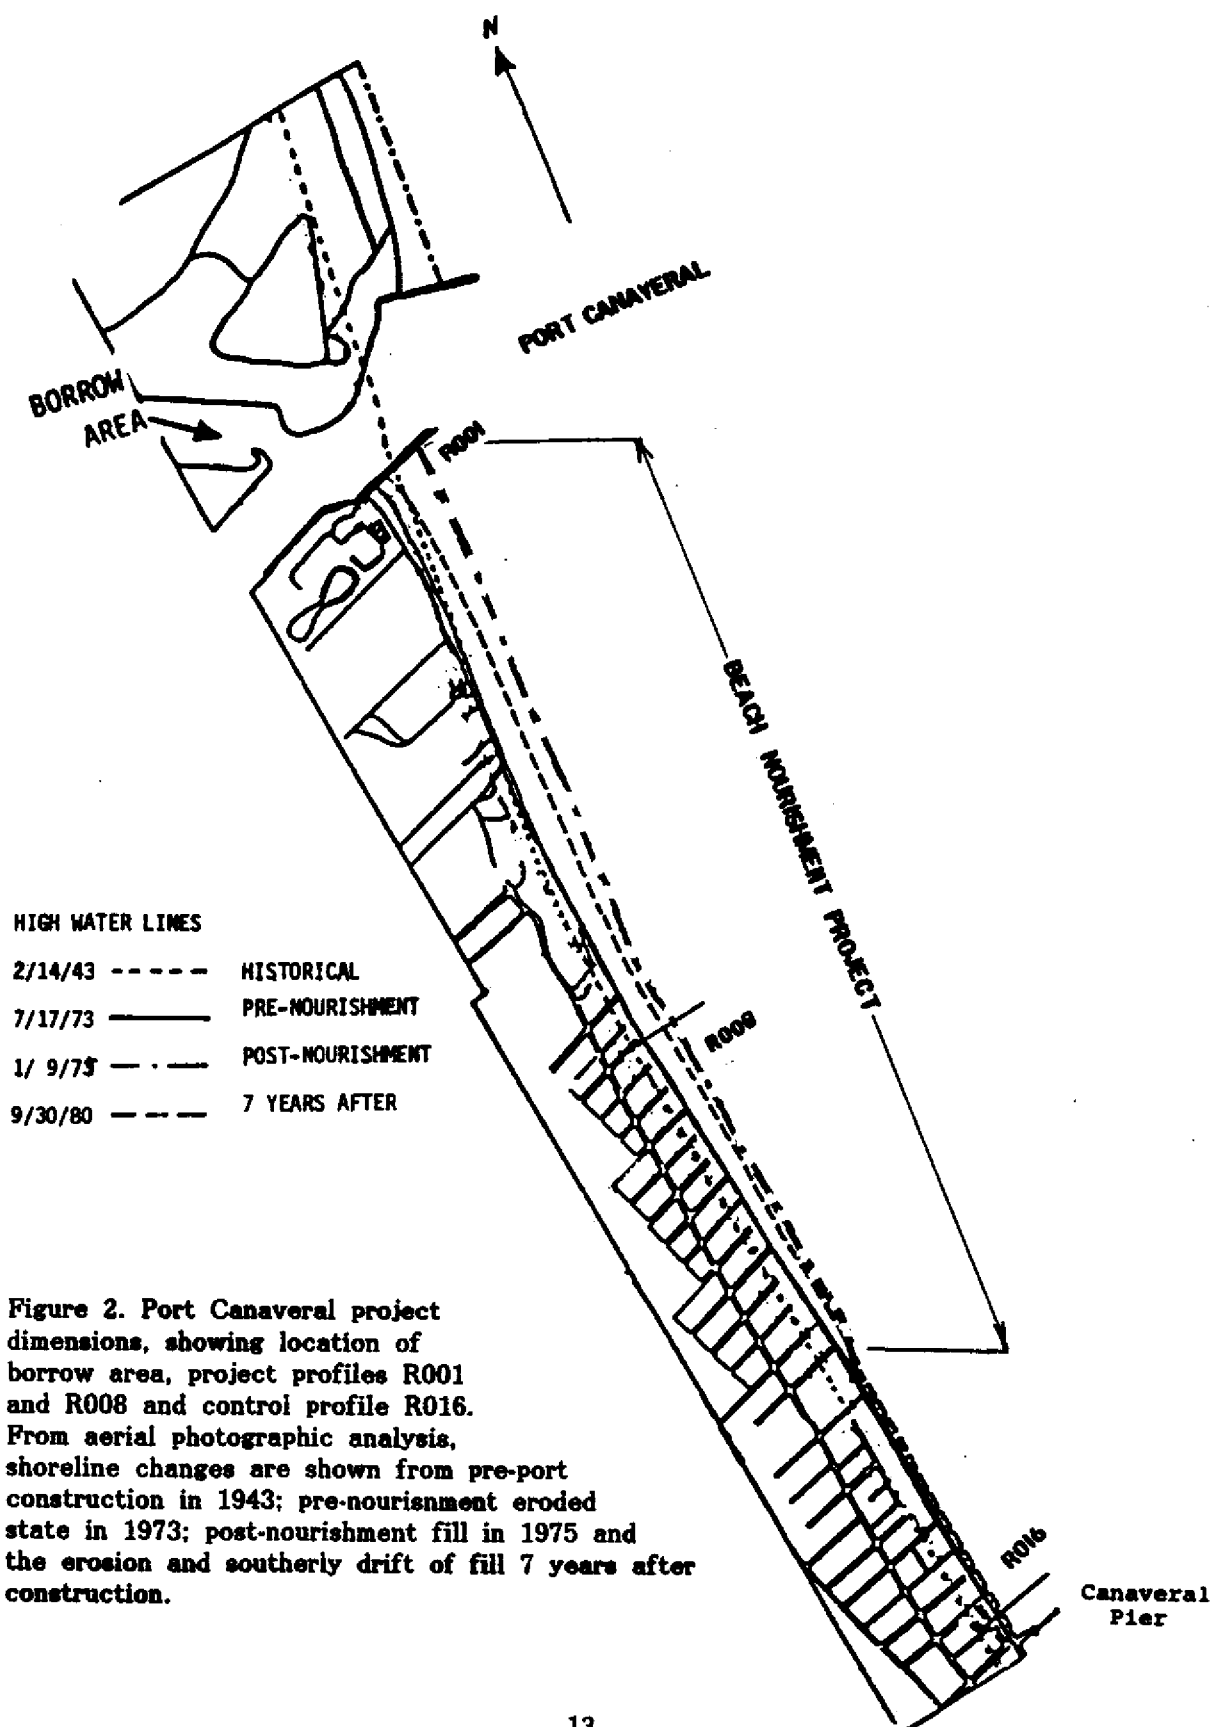 N
PORT CANAVERAL
BORROW
AREA
R001
BEACH NOURISHMENT PROJECT
HIGH WATER LINES
2/14/43 HISTORICAL
7/17/73 PRE-NOURISHMENT
1/ 9/75 POST-NOURISHMENT
9/30/80 7 YEARS AFTER
R008
Figure 2. Port Canaveral project
dimensions, showing location of
borrow area, project profiles R001
and R008 and control profile R016.
From aerial photographic analysis,
shoreline changes are shown from pre-port
construction in 1943; pre-nourisnment eroded
state in 1973; post-nourishment fill in 1975 and
the erosion and southerly drift of fill 7 years after
construction.
R016
Canaveral
Pier
13